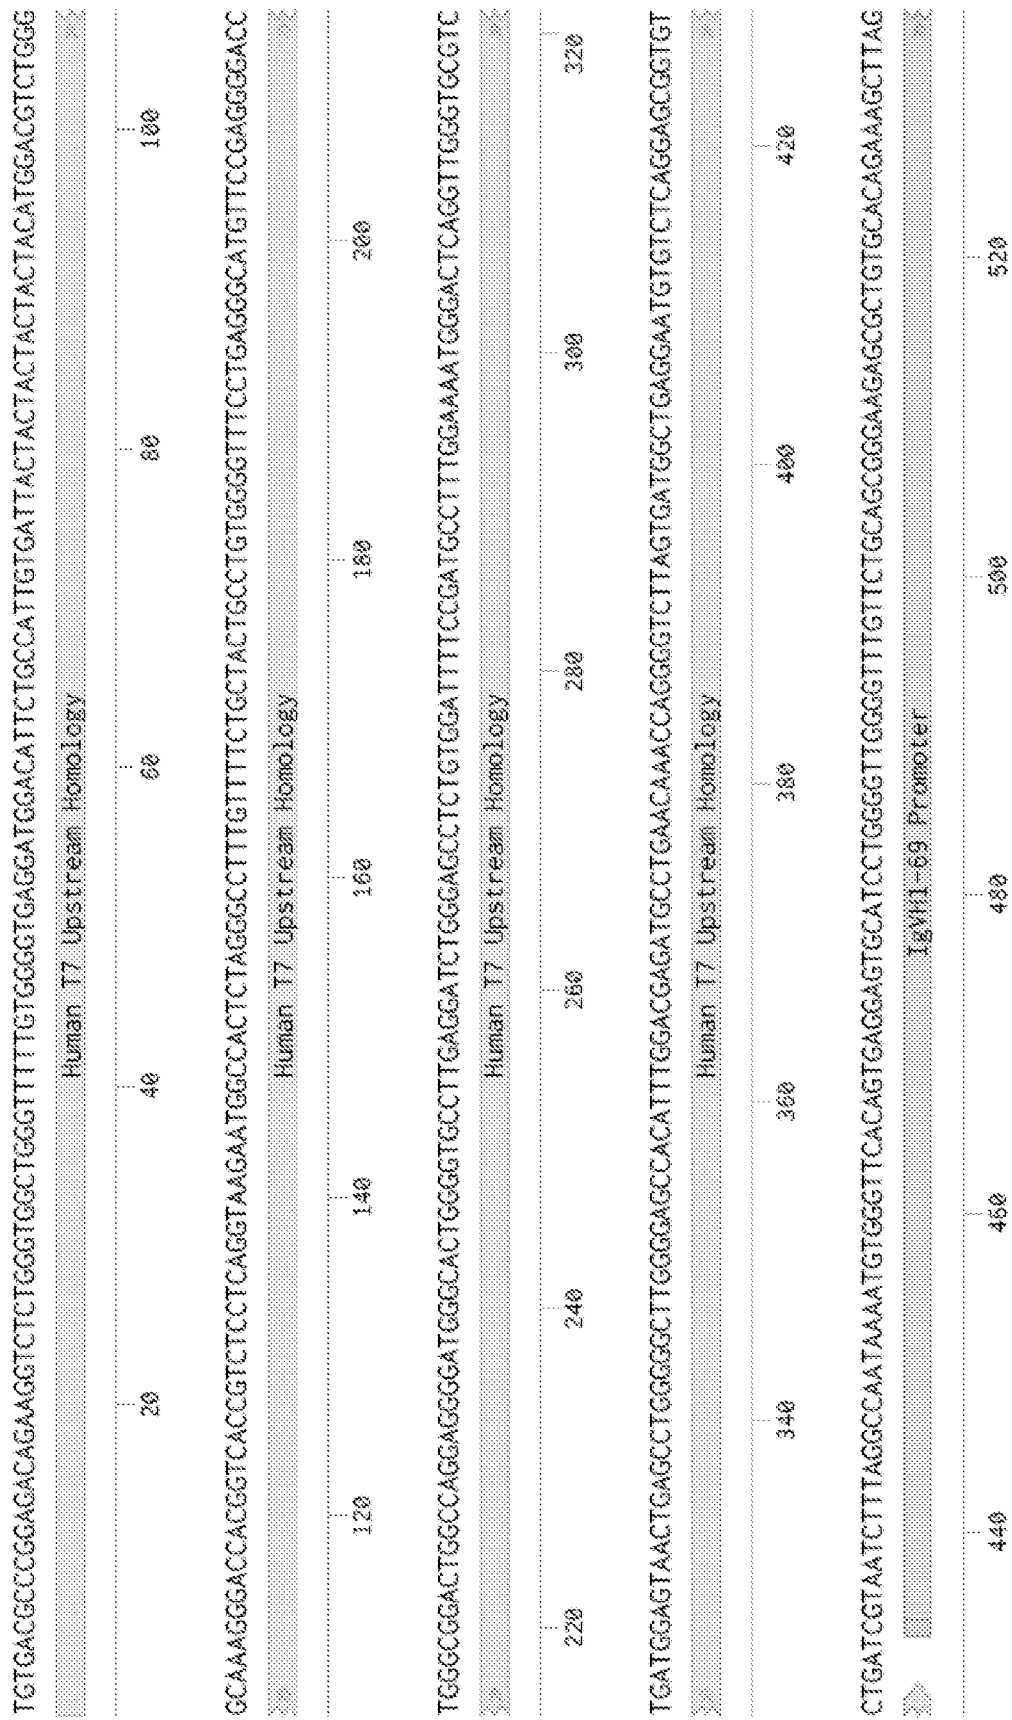 TGTGACGCCCGGAGACAGAAGGTCTCTGGGTGGCTGGGTTTTTGTGGGGTGAGGATGGACATTCTGCCATTGTGATTACTACTACTACTACTACATGGACGTCTGGG
Human T7 Upstream Homology
20 40 60 80 100
GCAAAGGGACCACGGTCACCGTCTCCTCAGGTAAGAATGGCCACTCTAGGGCCTTTGTTTTCTGCTACTGCCTGTGGGGTTTCCTGAGGGCATGTTCCGAGGGGACC
Human T7 Upstream Homology
120 140 160 180 200
TGGGCGGACTGGCCAGGAGGGGATGGGCACTGGGGTGCCTTGAGGATCTGGGAGCCTCTGTGGATTTTCCGATGCCTTTGGAAAATGGGACTCAGGTTGGGTGCGTC
Human T7 Upstream Homology
220 240 260 280 300 320
TGATGGAGTAACTGAGCCTGGGGGCTTGGGGAGCCACATTTGGACGAGATGCCTGAACAAACCAGGGGTCTTAGTGATGGCTGAGGAATGTGTCTCAGGAGCGGTGT
Human T7 Upstream Homology
340 360 380 400 420
CTGATCGTAATCTTTAGGCCAATAAAATGTGGGTTCACAGTGAGGAGTGCATCCTGGGGTTGGGGTTTGTTCTGCAGCGGGAAGAGCGCTGTGCACAGAAAGCTTAG
IgVH1-69 Promoter
440 460 480 500 520